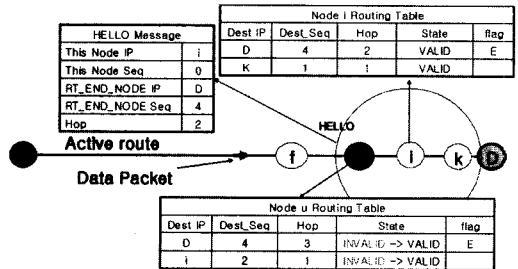 Node i Routing Table
Dest IP Dest_Seq Hop State flag
D 4 2 VALID E
K 1 1 VALID
HELLO Message
This Node IP i
This Node Seq 0
RT_END_NODE IP D
RT_END_NODE Seq 4
Hop 2
HELLO
Active route
f
i
k
D
Data Packet
Node u Routing Table
Dest IP Dest_Seq Hop State flag
D 4 3 INVALID -> VALID E
i 2 1 INVALID -> VALID